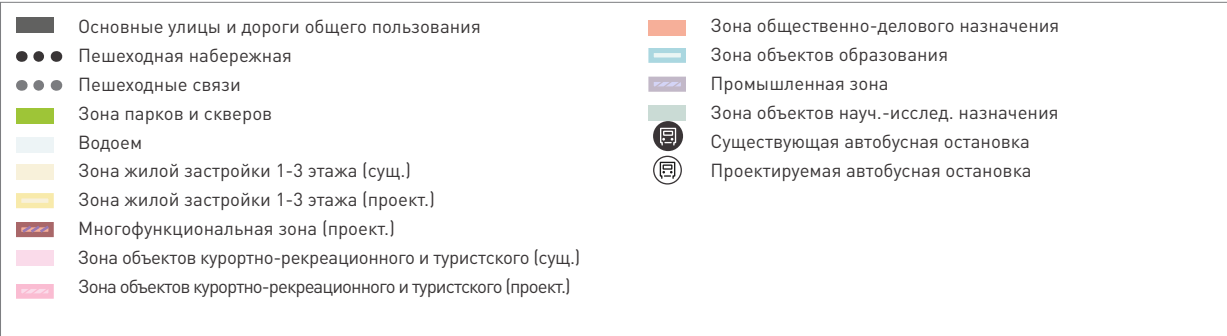 Основные улицы и дороги общего пользования
Пешеходная набережная
Пешеходные связи
Зона парков и скверов
Водоем
Зона жилой застройки 1-3 этажа (сущ.)
Зона жилой застройки 1-3 этажа (проект.)
Многофункциональная зона (проект.)
Зона объектов курортно-рекреационного и туристского (сущ.)
Зона объектов курортно-рекреационного и туристского (проект.)
Зона общественно-делового назначения
Зона объектов образования
Промышленная зона
Зона объектов науч.-исслед. назначения
Существующая автобусная остановка
Проектируемая автобусная остановка